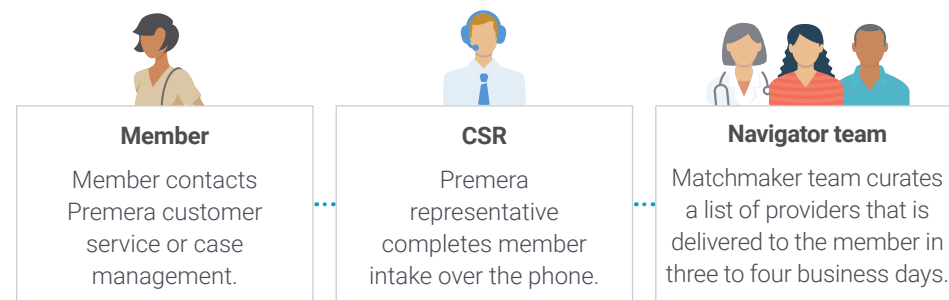 Member
Member contacts
Premera customer
service or case
management.
CSR
Premera
representative
completes member
intake over the phone.
Navigator team
Matchmaker team curates
a list of providers that is
delivered to the member in
three to four business days.